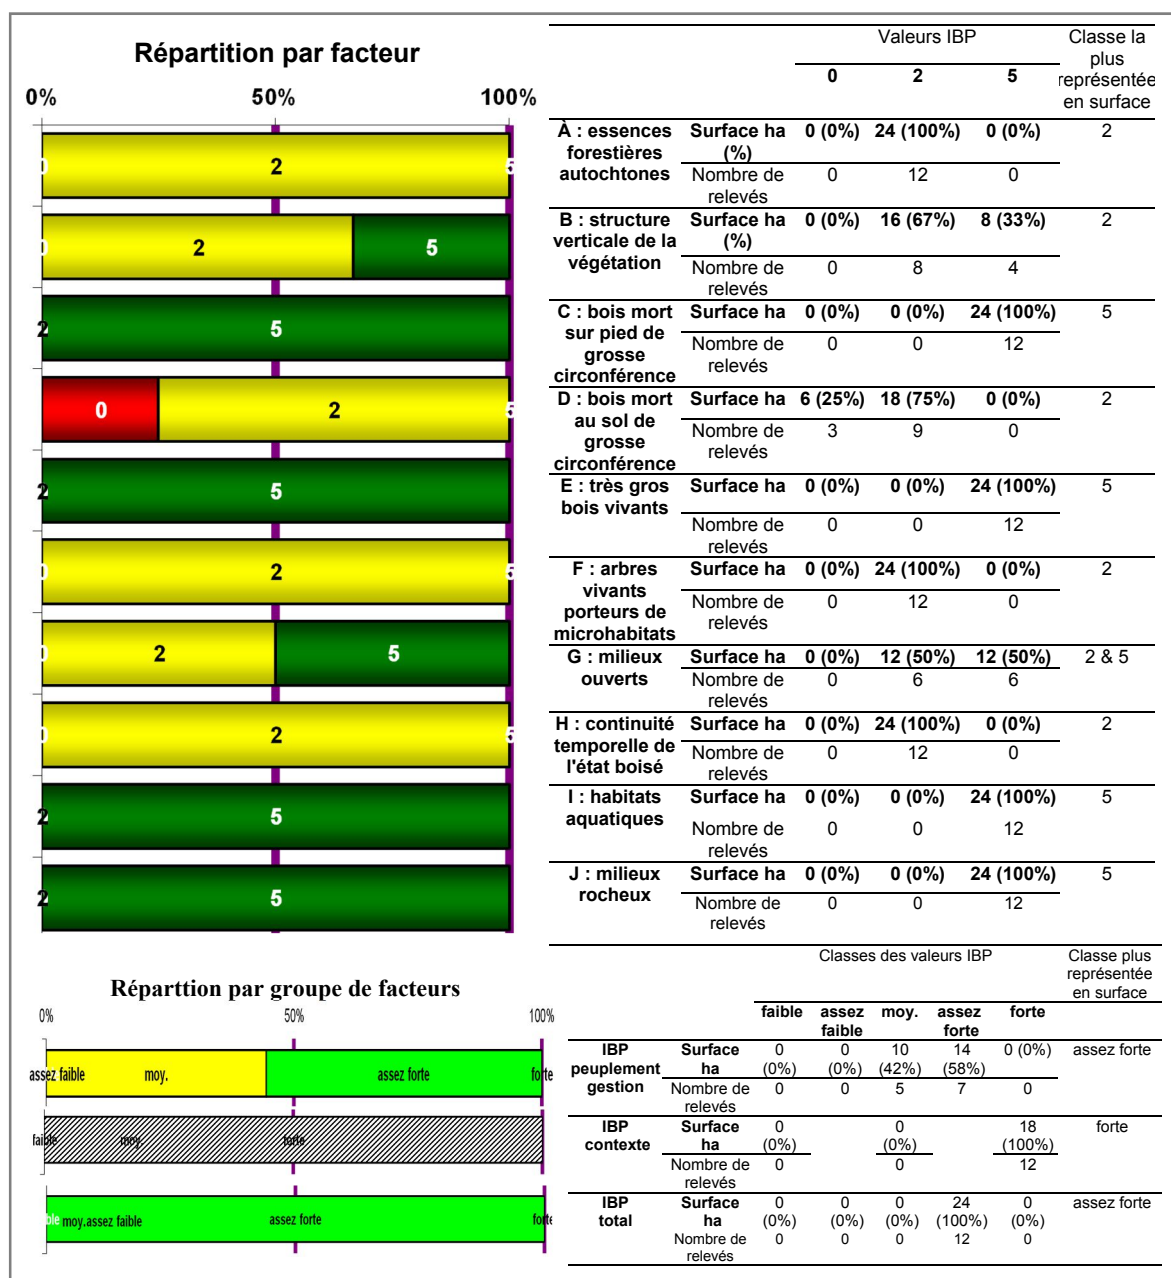 Répartition par facteur
0% 50% 100%
0 2 5
0 2 5
2 5
0 2 5
2 5
0 2 5
0 2 5
0 2 5
2 5
2 5
Valeurs IBP Classe la
plus
représentée
en surface
0 2 5
À : essences
forestières
autochtones
Surface ha
(%)
0 (0%) 24 (100%) 0 (0%) 2
Nombre de
relevés
0 12 0
B : structure
verticale de la
végétation
Surface ha
(%)
0 (0%) 16 (67%) 8 (33%) 2
Nombre de
relevés
0 8 4
C : bois mort
sur pied de
grosse
circonférence
Surface ha 0 (0%) 0 (0%) 24 (100%) 5
Nombre de
relevés
0 0 12
D : bois mort
au sol de
grosse
circonférence
Surface ha 6 (25%) 18 (75%) 0 (0%) 2
Nombre de
relevés
3 9 0
E : très gros
bois vivants
Surface ha 0 (0%) 0 (0%) 24 (100%) 5
Nombre de
relevés
0 0 12
F : arbres
vivants
porteurs de
microhabitats
Surface ha 0 (0%) 24 (100%) 0 (0%) 2
Nombre de
relevés
0 12 0
G : milieux
ouverts
Surface ha 0 (0%) 12 (50%) 12 (50%) 2 & 5
Nombre de
relevés
0 6 6
H : continuité
temporelle de
l'état boisé
Surface ha 0 (0%) 24 (100%) 0 (0%) 2
Nombre de
relevés
0 12 0
I : habitats
aquatiques
Surface ha 0 (0%) 0 (0%) 24 (100%) 5
Nombre de
relevés
0 0 12
J : milieux
rocheux
Surface ha 0 (0%) 0 (0%) 24 (100%) 5
Nombre de
relevés
0 0 12
Réparttion par groupe de facteurs
0% 50% 100%
assez faible moy. assez forte forte
faible moy. forte
moy. assez faible assez forte forte
Classes des valeurs IBP Classe plus
représentée
en surface
faible assez
faible
moy. assez
forte
forte
IBP
peuplement
gestion
Surface
ha
0
(0%)
0
(0%)
10
(42%)
14
(58%)
0 (0%) assez forte
Nombre de
relevés
0 0 5 7 0
IBP
contexte
Surface
ha
0
(0%)
0
(0%)
18
(100%)
forte
Nombre de
relevés
0 0 12
IBP
total
Surface
ha
0
(0%)
0
(0%)
0
(0%)
24
(100%)
0
(0%)
assez forte
Nombre de
relevés
0 0 0 12 0